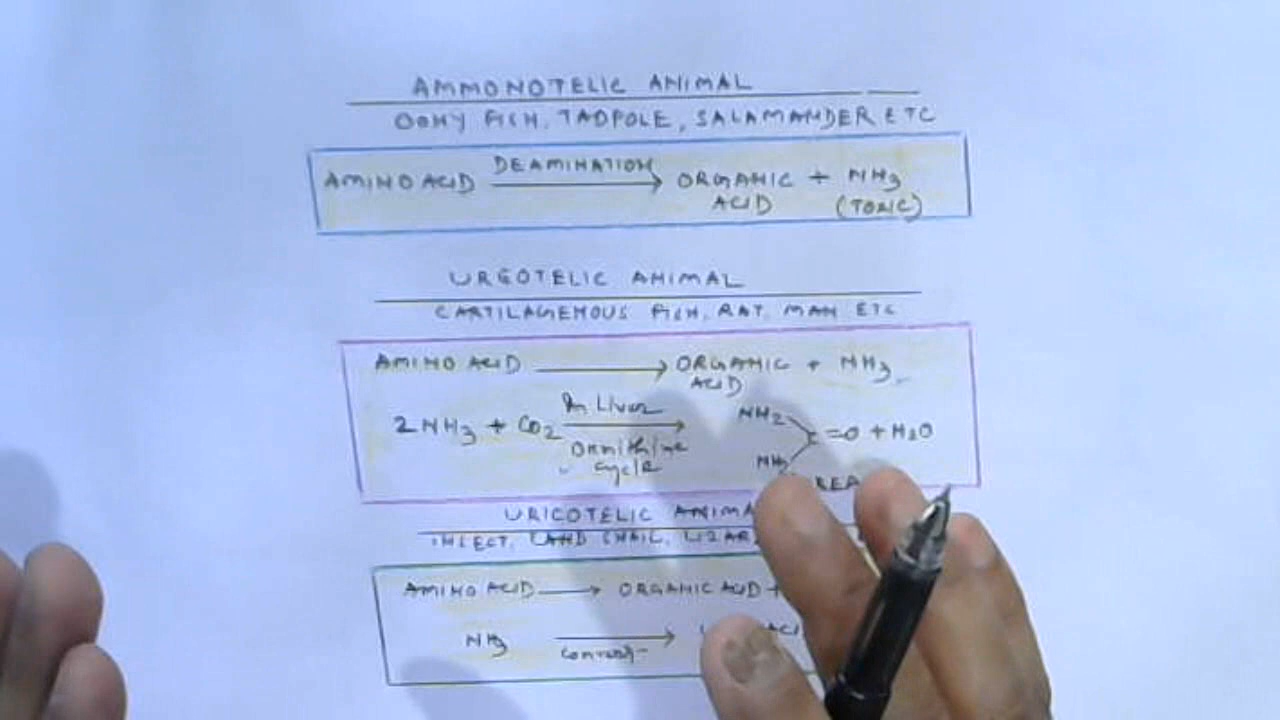 AMMONOTELIC ANIMAL
BONY FISH, TADPOLE, SALAMANDER ETC
DEAMINATION
AMINO ACID → ORGANIC + NH3
ACID (TOXIC)
UREOTELIC ANIMAL
CARTILAGENOUS FISH, RAT, MAN ETC
AMINO ACID → ORGANIC + NH3
ACID
In Liver NH2
2NH3 + CO2 → C=O + H2O
Ornithine NH2
cycle
URICOTELIC
INSECT, LAND SNAIL,
AMINO ACID → ORGANIC ACID +
NH3 →